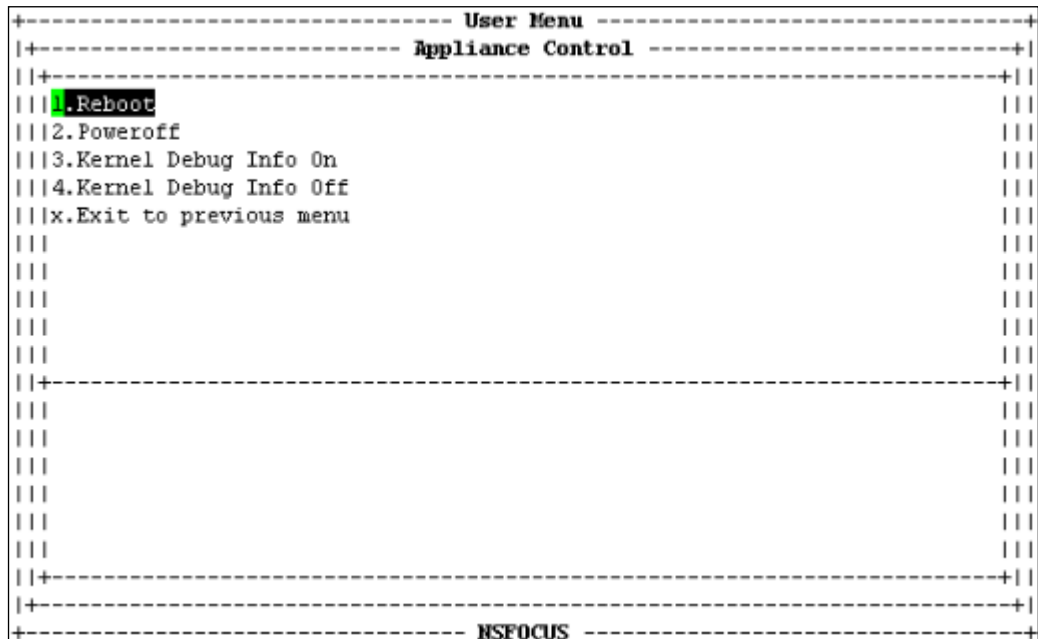 User Menu
Appliance Control
1.Reboot
2.Poweroff
3.Kernel Debug Info On
4.Kernel Debug Info Off
x.Exit to previous menu
NSFOCUS